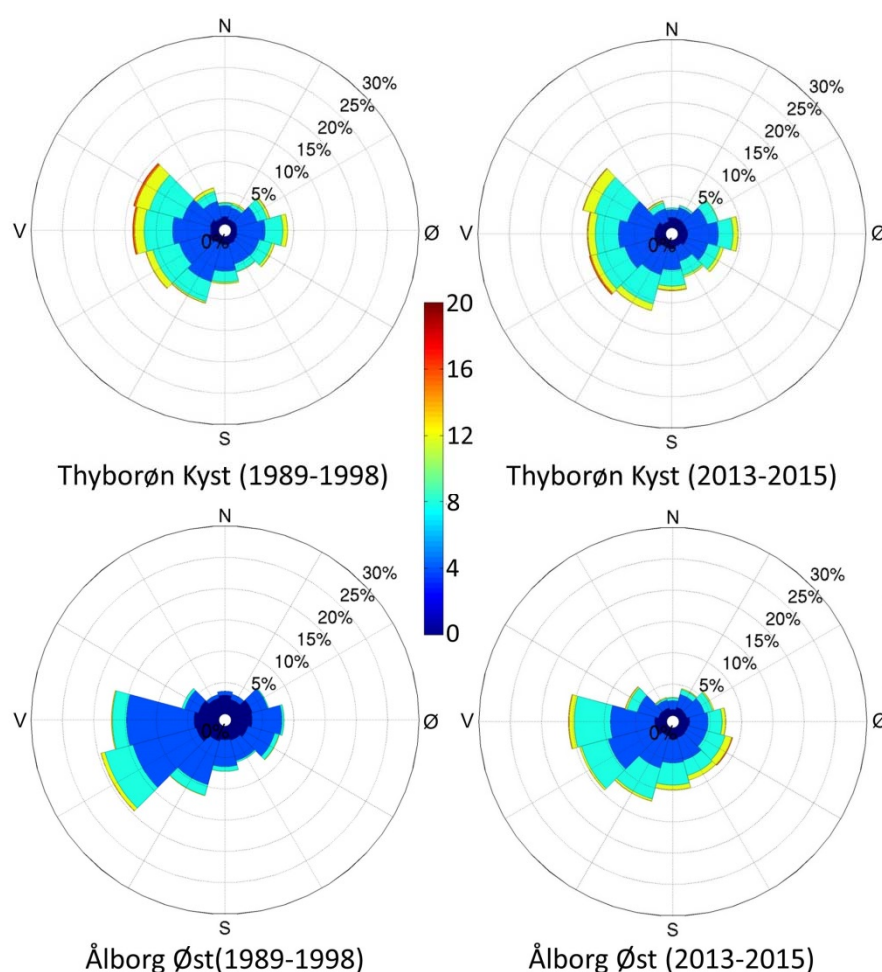 N
30%
25%
20%
15%
10%
5%
0%
V
Ø
S
Thyborøn Kyst (1989-1998)
N
30%
25%
20%
15%
10%
5%
0%
V
Ø
S
Thyborøn Kyst (2013-2015)
20
16
12
8
4
0
N
30%
25%
20%
15%
10%
5%
0%
V
Ø
S
Ålborg Øst(1989-1998)
N
30%
25%
20%
15%
10%
5%
0%
V
Ø
S
Ålborg Øst (2013-2015)